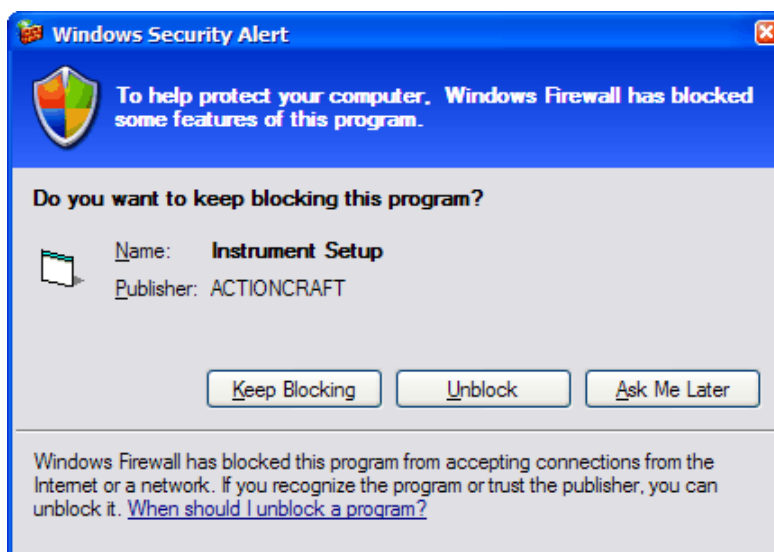 Windows Security Alert
To help protect your computer, Windows Firewall has blocked
some features of this program.
Do you want to keep blocking this program?
Name: Instrument Setup
Publisher: ACTIONCRAFT
Keep Blocking Unblock Ask Me Later
Windows Firewall has blocked this program from accepting connections from the
Internet or a network. If you recognize the program or trust the publisher, you can
unblock it. When should I unblock a program?